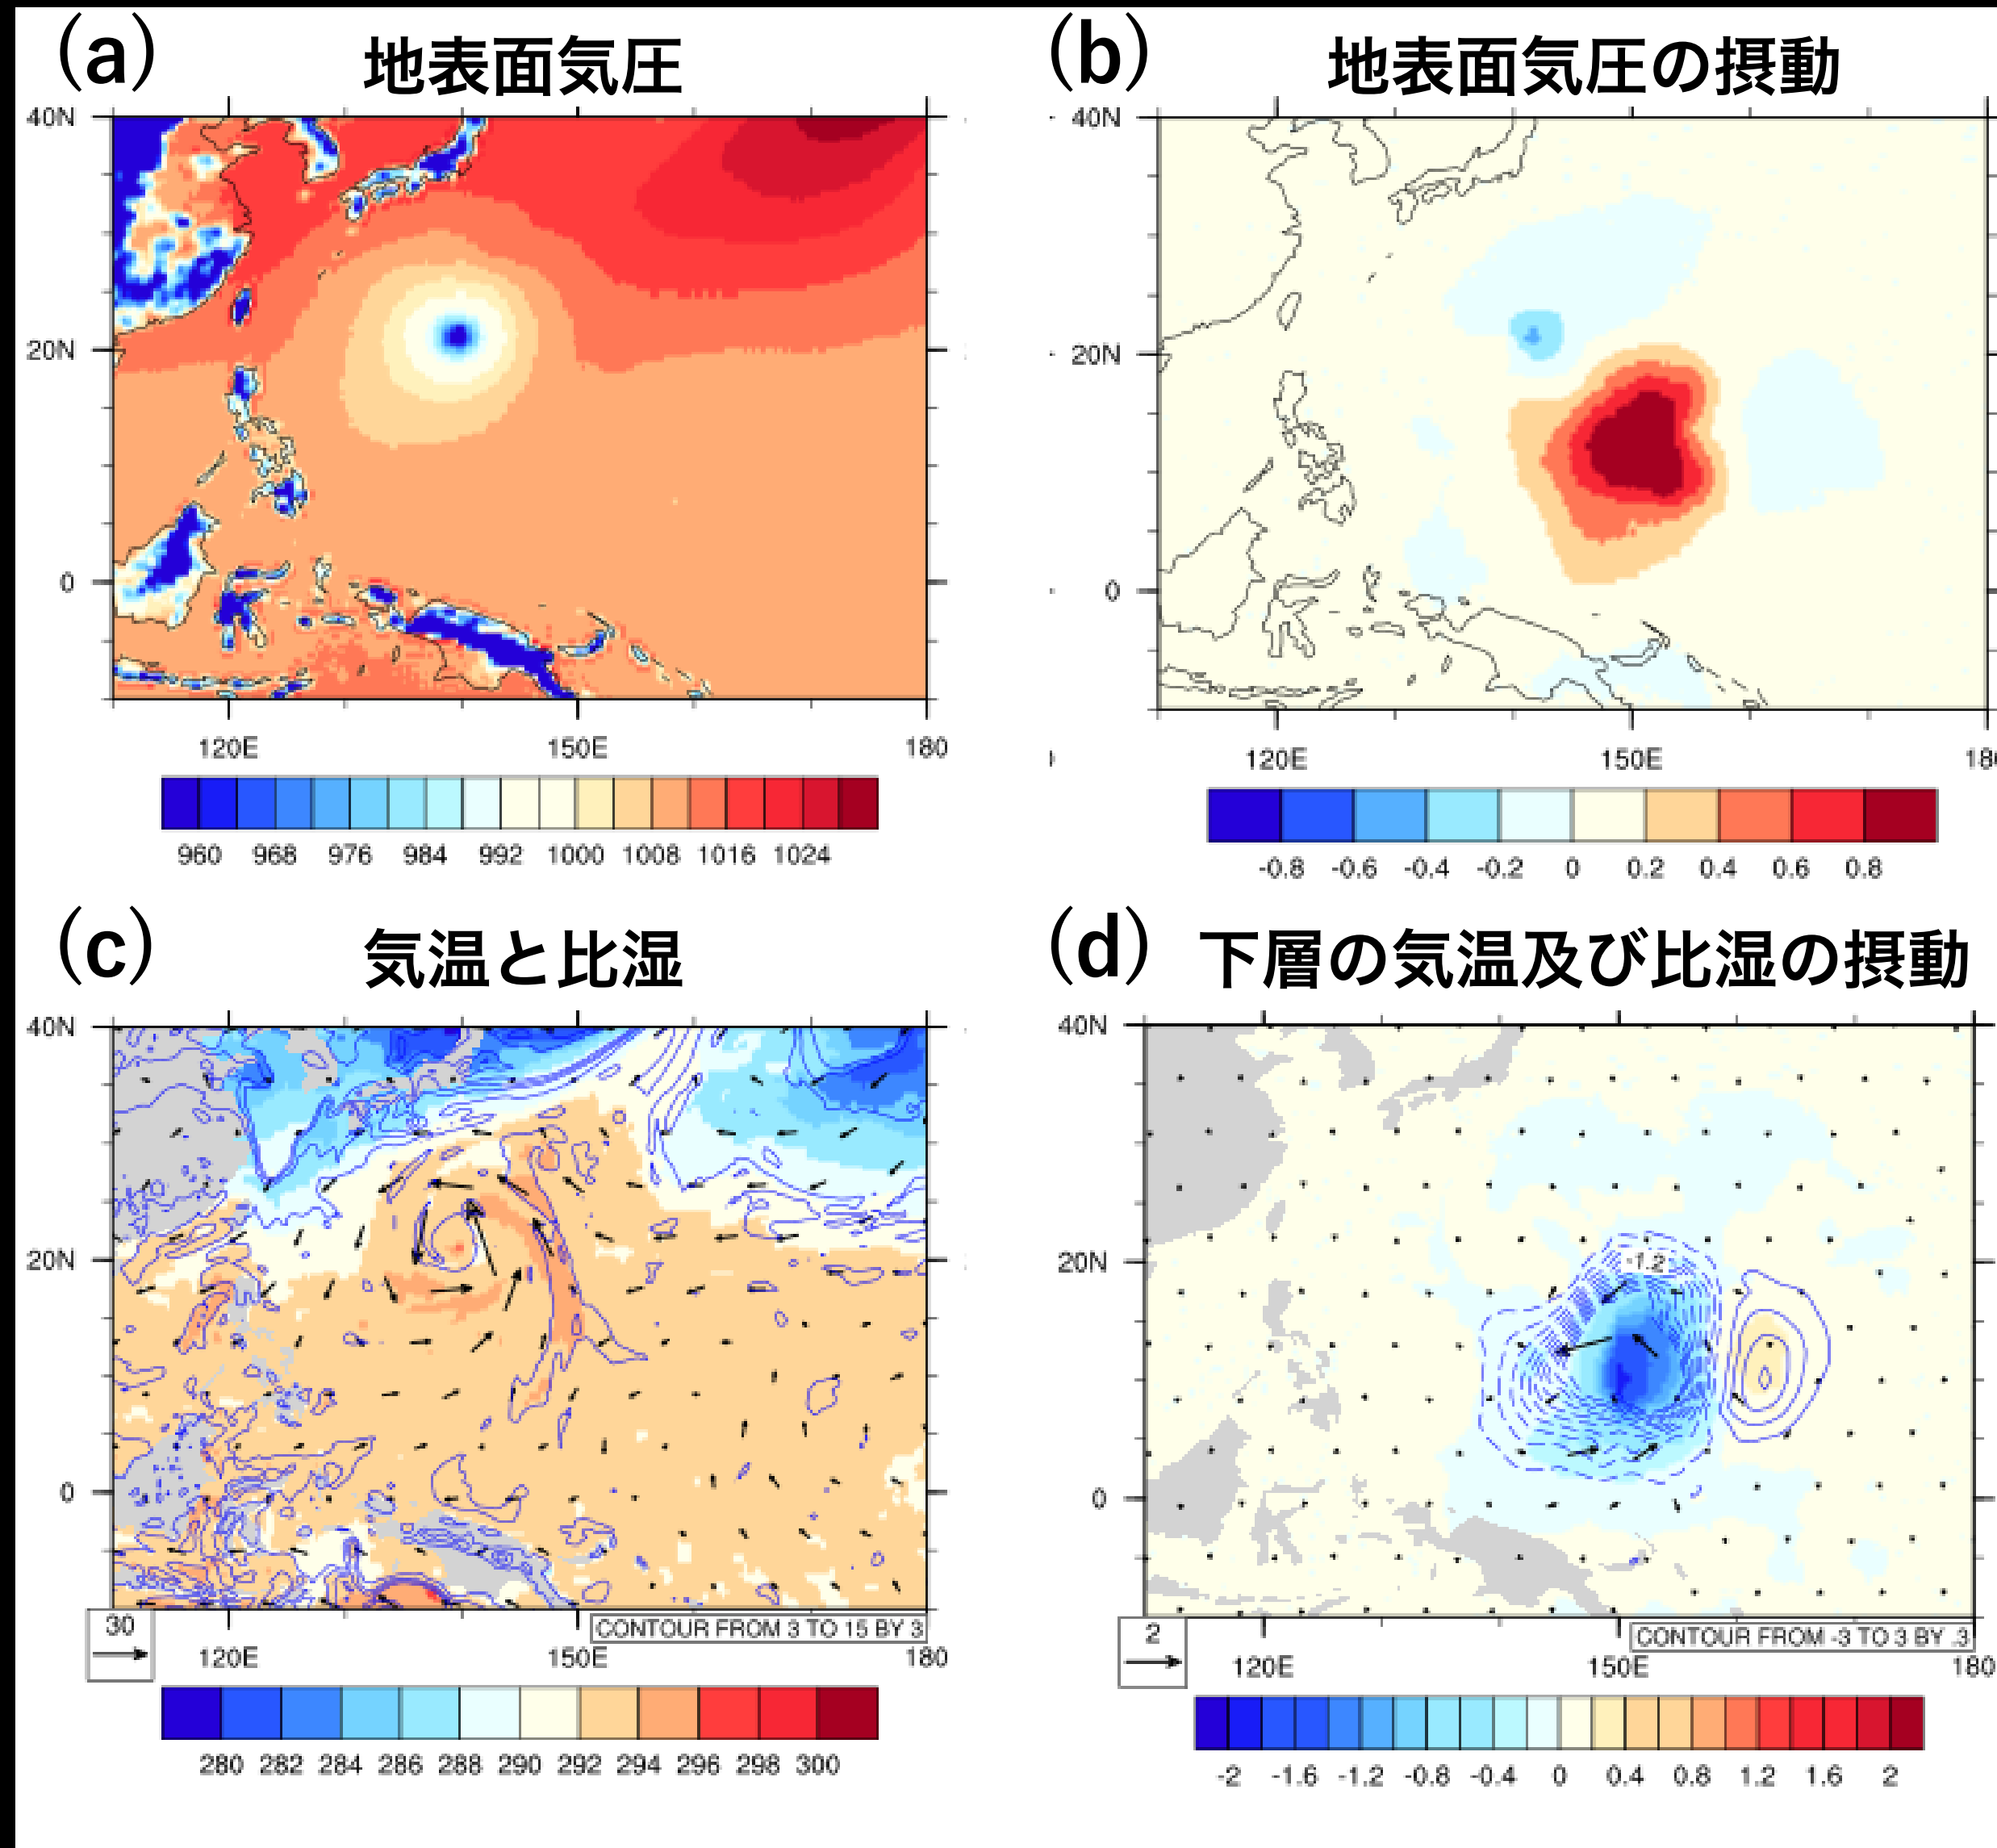 (a) 地表面気圧
40N
20N
0
120E 150E 180
960 968 976 984 992 1000 1008 1016 1024
(b) 地表面気圧の摂動
40N
20N
0
120E 150E 18
-0.8 -0.6 -0.4 -0.2 0 0.2 0.4 0.6 0.8
(c) 気温と比湿
40N
20N
0
30 CONTOUR FROM 3 TO 15 BY 3
120E 150E 180
280 282 284 286 288 290 292 294 296 298 300
(d) 下層の気温及び比湿の摂動
40N
20N
-1.2
0
2 CONTOUR FROM -3 TO 3 BY .3
120E 150E 180
-2 -1.6 -1.2 -0.8 -0.4 0 0.4 0.8 1.2 1.6 2